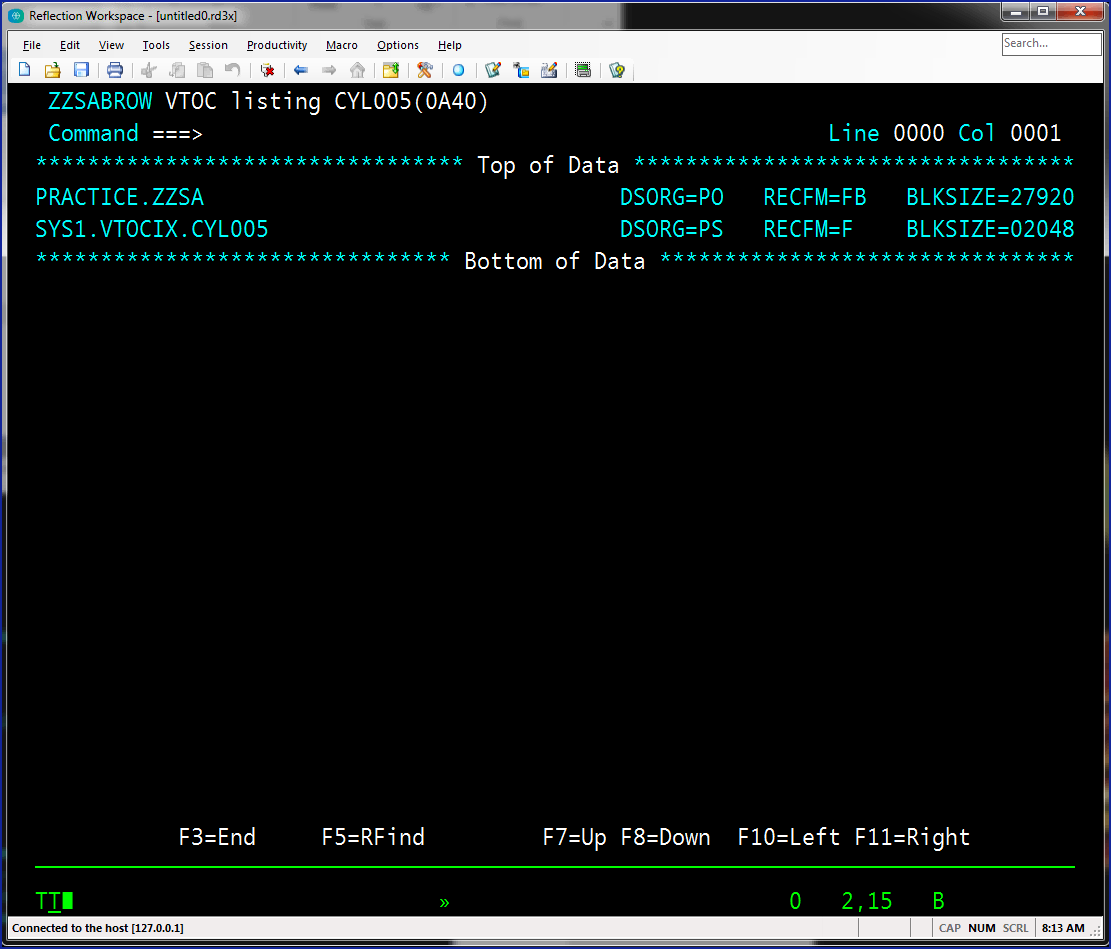 Reflection Workspace - [untitled0.rd3x]
File Edit View Tools Session Productivity Macro Options Help
Search...
ZZSABROW VTOC listing CYL005(0A40)
Command ===> Line 0000 Col 0001
********************************* Top of Data **********************************
PRACTICE.ZZSA DSORG=PO RECFM=FB BLKSIZE=27920
SYS1.VTOCIX.CYL005 DSORG=PS RECFM=F BLKSIZE=02048
******************************** Bottom of Data ********************************
F3=End F5=RFind F7=Up F8=Down F10=Left F11=Right
TT » 0 2,15 B
Connected to the host [127.0.0.1] CAP NUM SCRL 8:13 AM